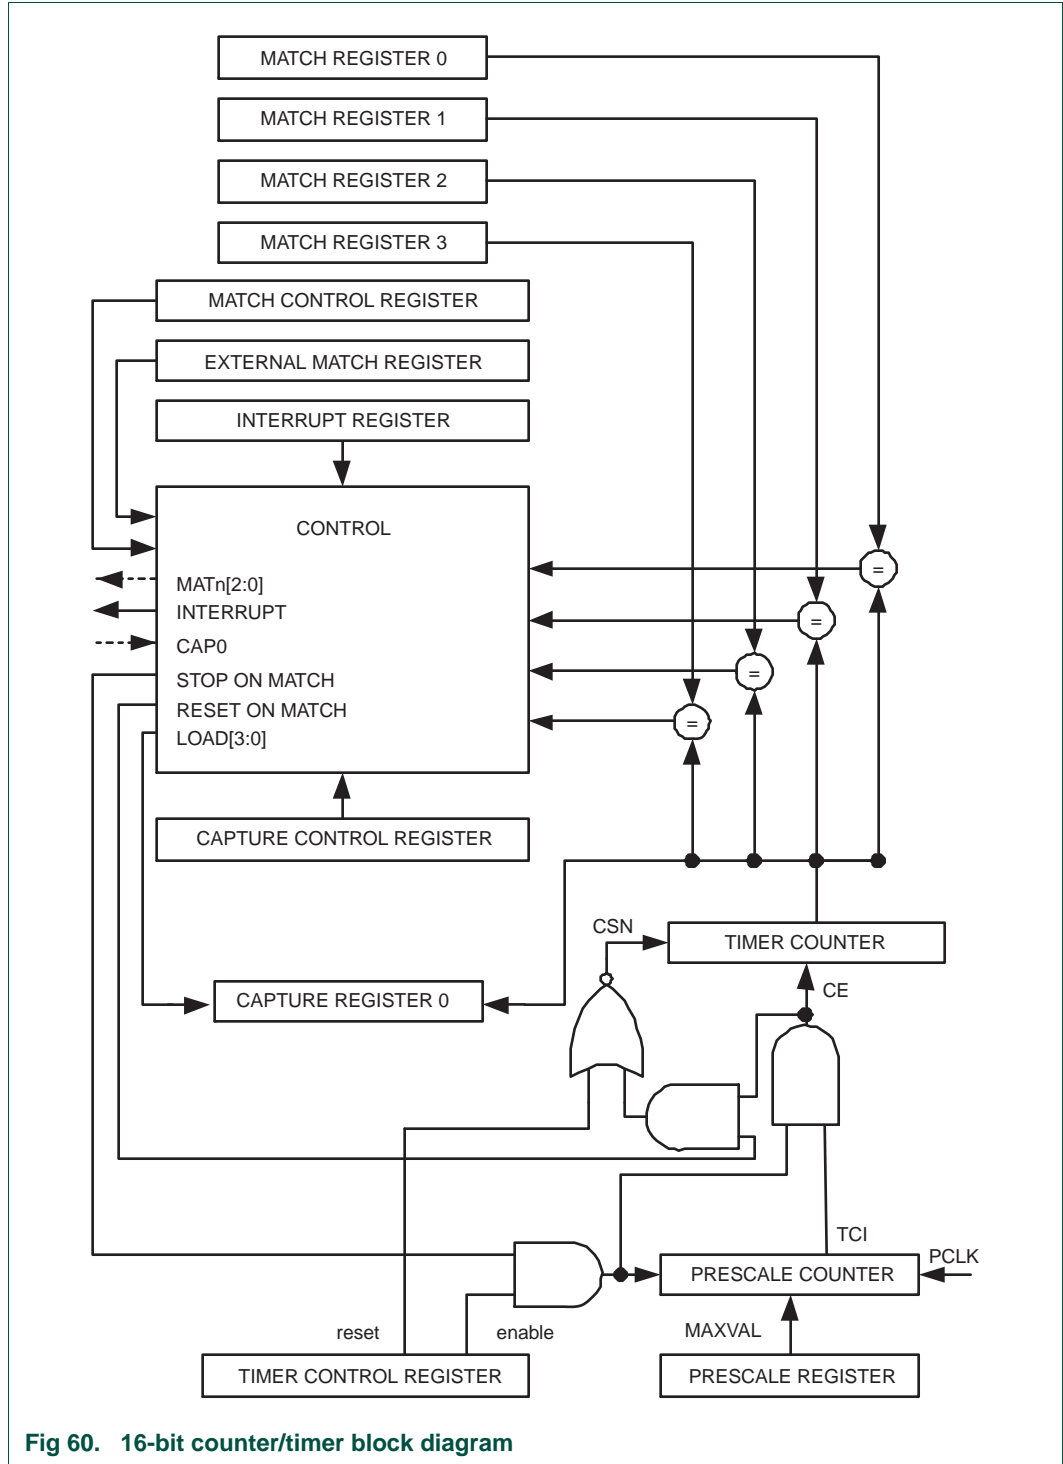 MATCH REGISTER 0
MATCH REGISTER 1
MATCH REGISTER 2
MATCH REGISTER 3
MATCH CONTROL REGISTER
EXTERNAL MATCH REGISTER
INTERRUPT REGISTER
CONTROL
=
MATn[2:0]
INTERRUPT
=
CAP0
=
STOP ON MATCH
RESET ON MATCH
=
LOAD[3:0]
CAPTURE CONTROL REGISTER
CSN
TIMER COUNTER
CE
CAPTURE REGISTER 0
TCI
PCLK
PRESCALE COUNTER
reset
enable
MAXVAL
TIMER CONTROL REGISTER
PRESCALE REGISTER
Fig 60. 16-bit counter/timer block diagram